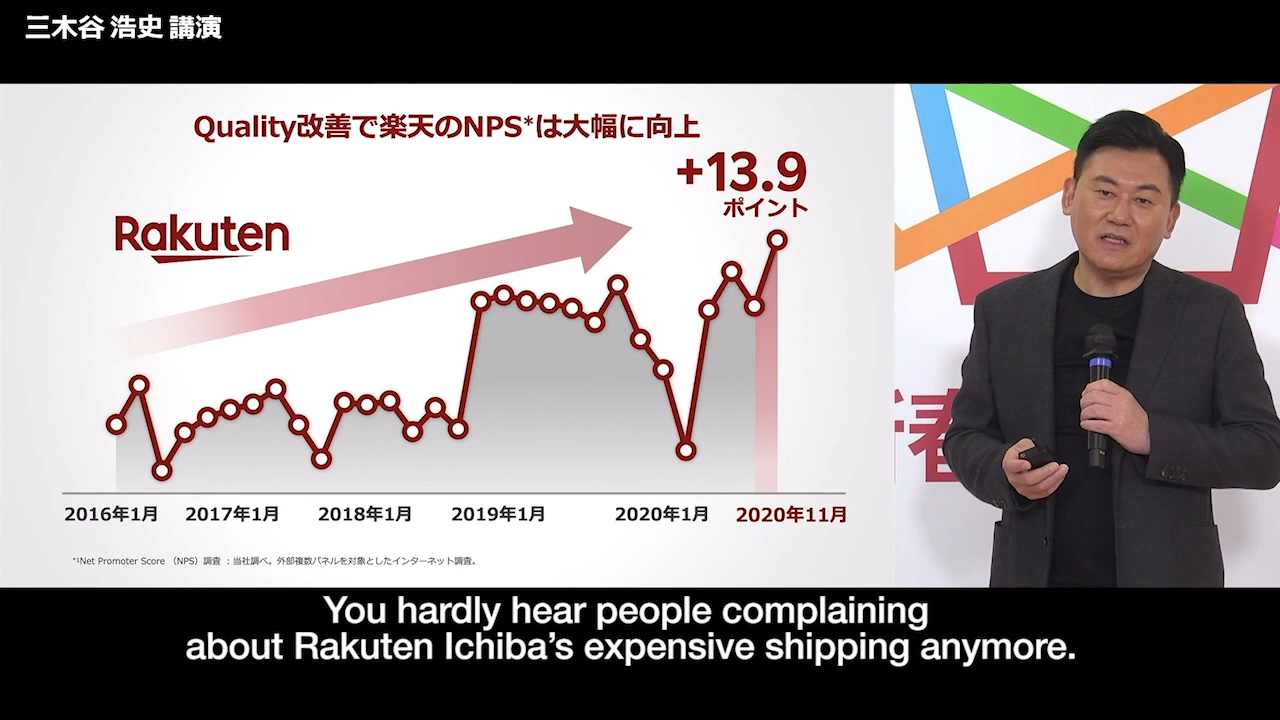 三木谷 浩史 講演
Quality改善で楽天のNPS*は大幅に向上
+13.9
ポイント
Rakuten
2016年1月
2017年1月
2018年1月
2019年1月
2020年1月
2020年11月
*¹Net Promoter Score （NPS）調査 ：当社調べ。外部複数パネルを対象としたインターネット調査。
春
You hardly hear people complaining
about Rakuten Ichiba's expensive shipping anymore.